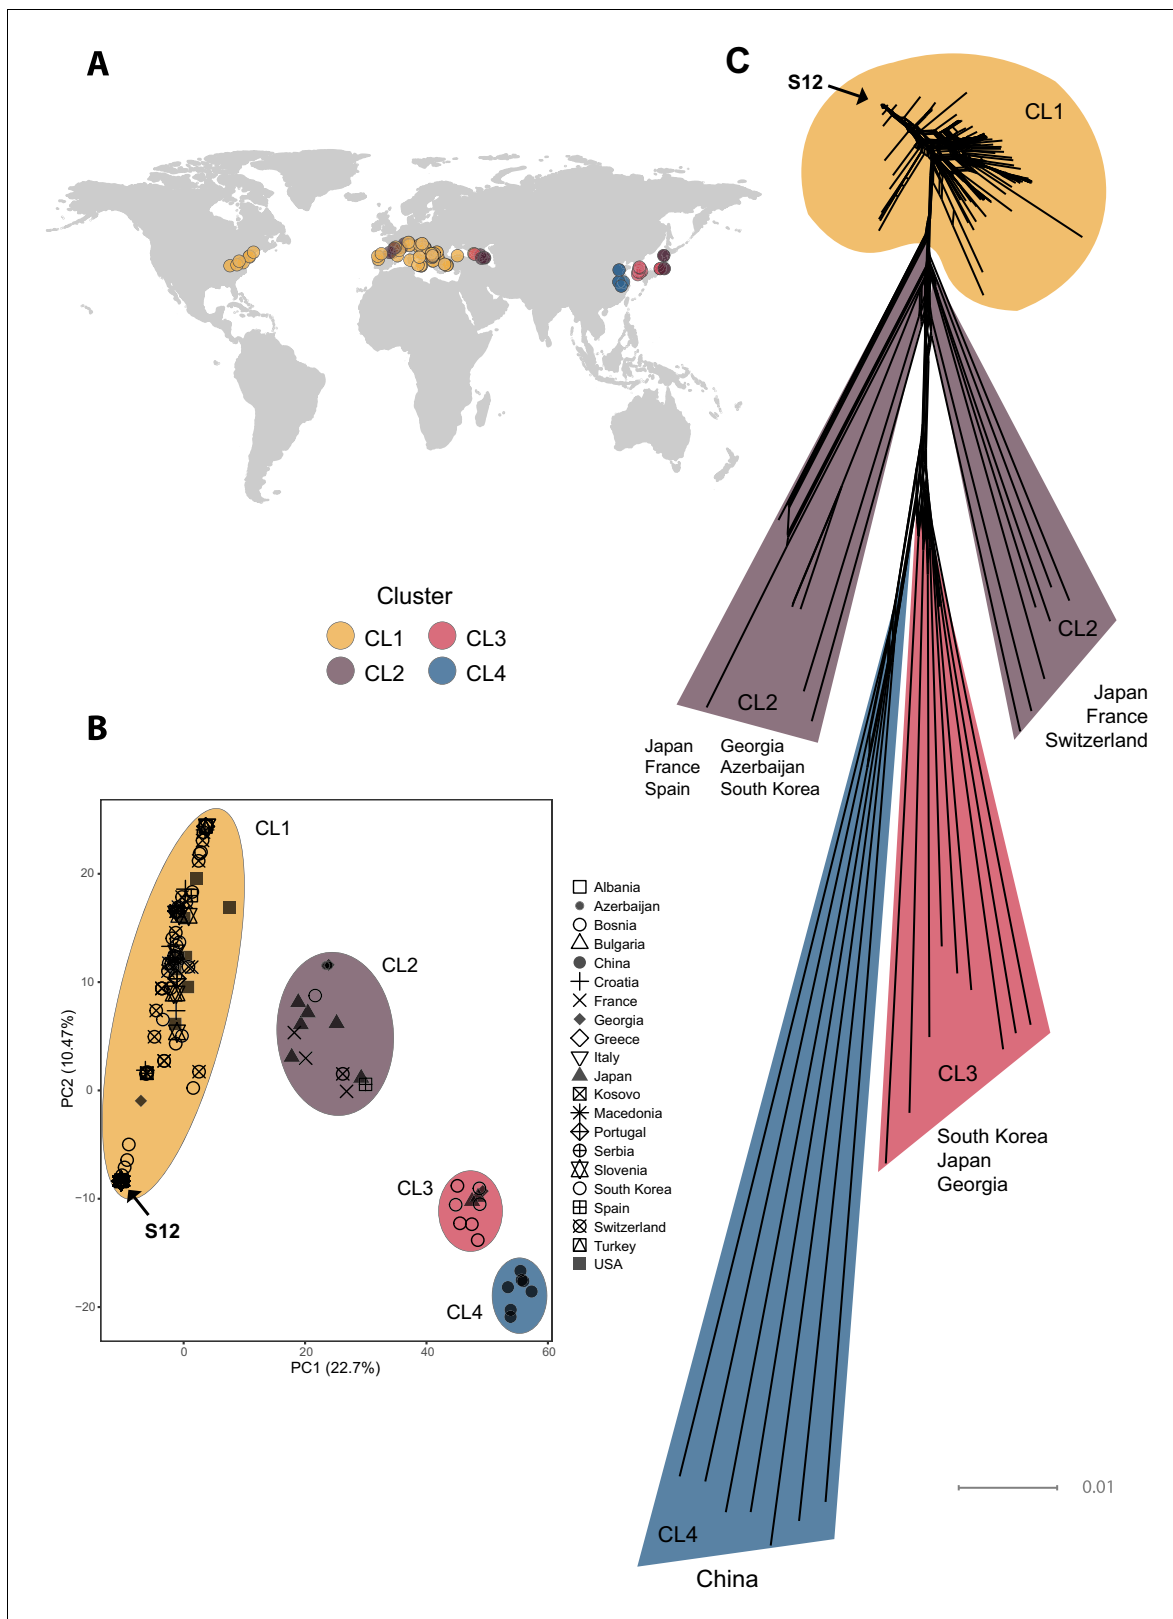 A
Cluster
CL1
CL3
CL2
CL4
B
CL1
CL2
CL3
CL4
S12
20
10
0
−10
−20
PC2 (10.47%)
0
20
40
60
PC1 (22.7%)
Albania
Azerbaijan
Bosnia
Bulgaria
China
Croatia
France
Georgia
Greece
Italy
Japan
Kosovo
Macedonia
Portugal
Serbia
Slovenia
South Korea
Spain
Switzerland
Turkey
USA
C
S12
CL1
CL2
Japan Georgia
France Azerbaijan
Spain South Korea
CL2
Japan
France
Switzerland
CL3
South Korea
Japan
Georgia
CL4
China
0.01